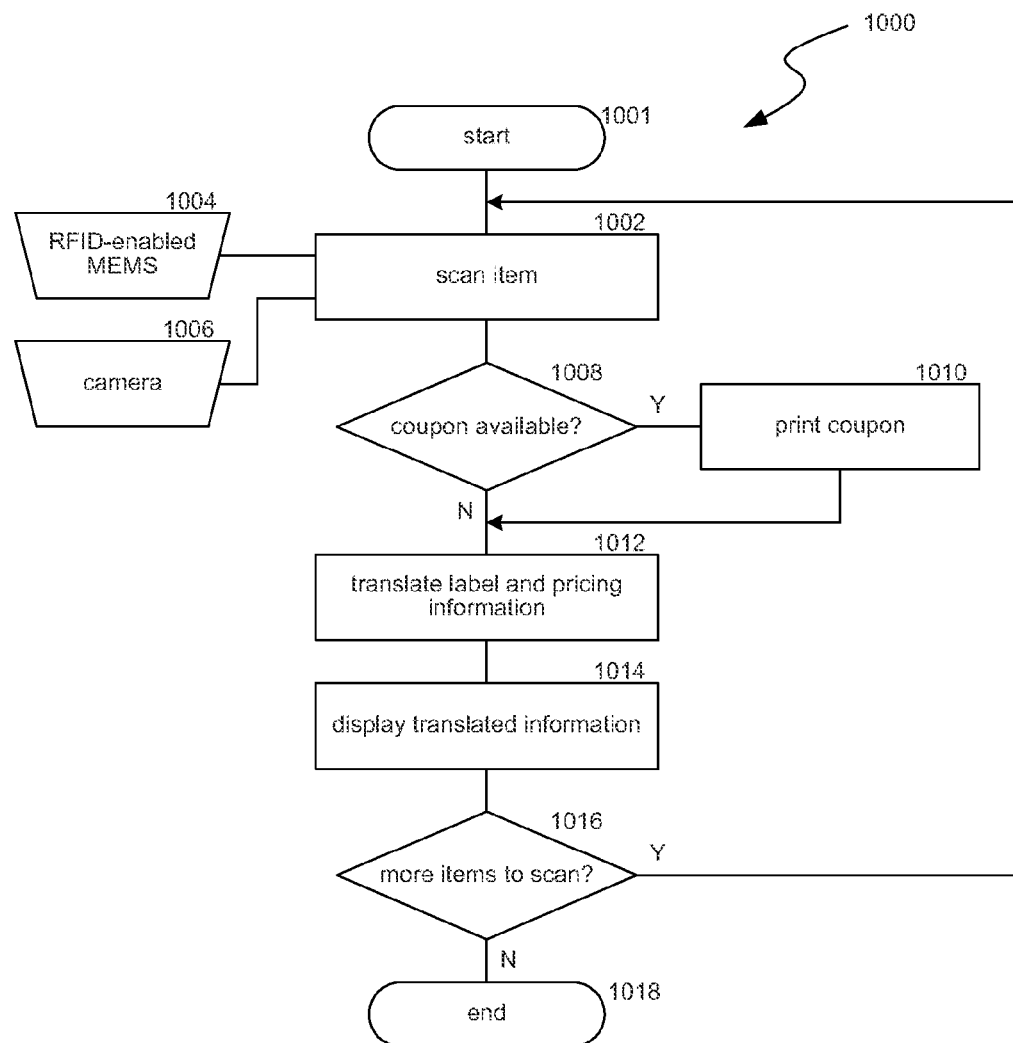 1000
1001
start
1004
RFID-enabled
MEMS
1002
scan item
1006
camera
1008
coupon available?
Y
1010
print coupon
N
1012
translate label and pricing
information
1014
display translated information
1016
more items to scan?
Y
N
1018
end